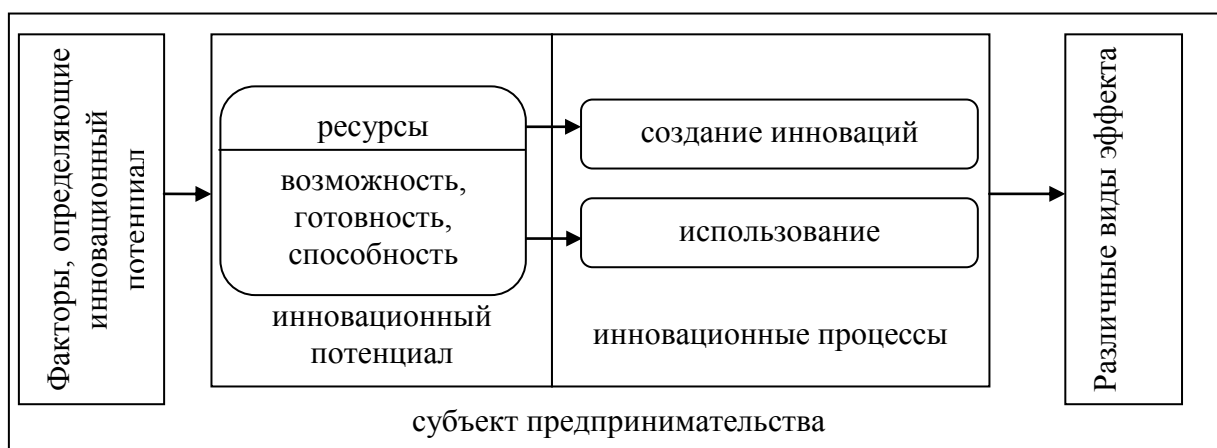 Факторы, определяющие
инновационный
потенциал
ресурсы
возможность,
готовность,
способность
инновационный
потенциал
создание инноваций
использование
инновационные процессы
субъект предпринимательства
Различные виды эффекта